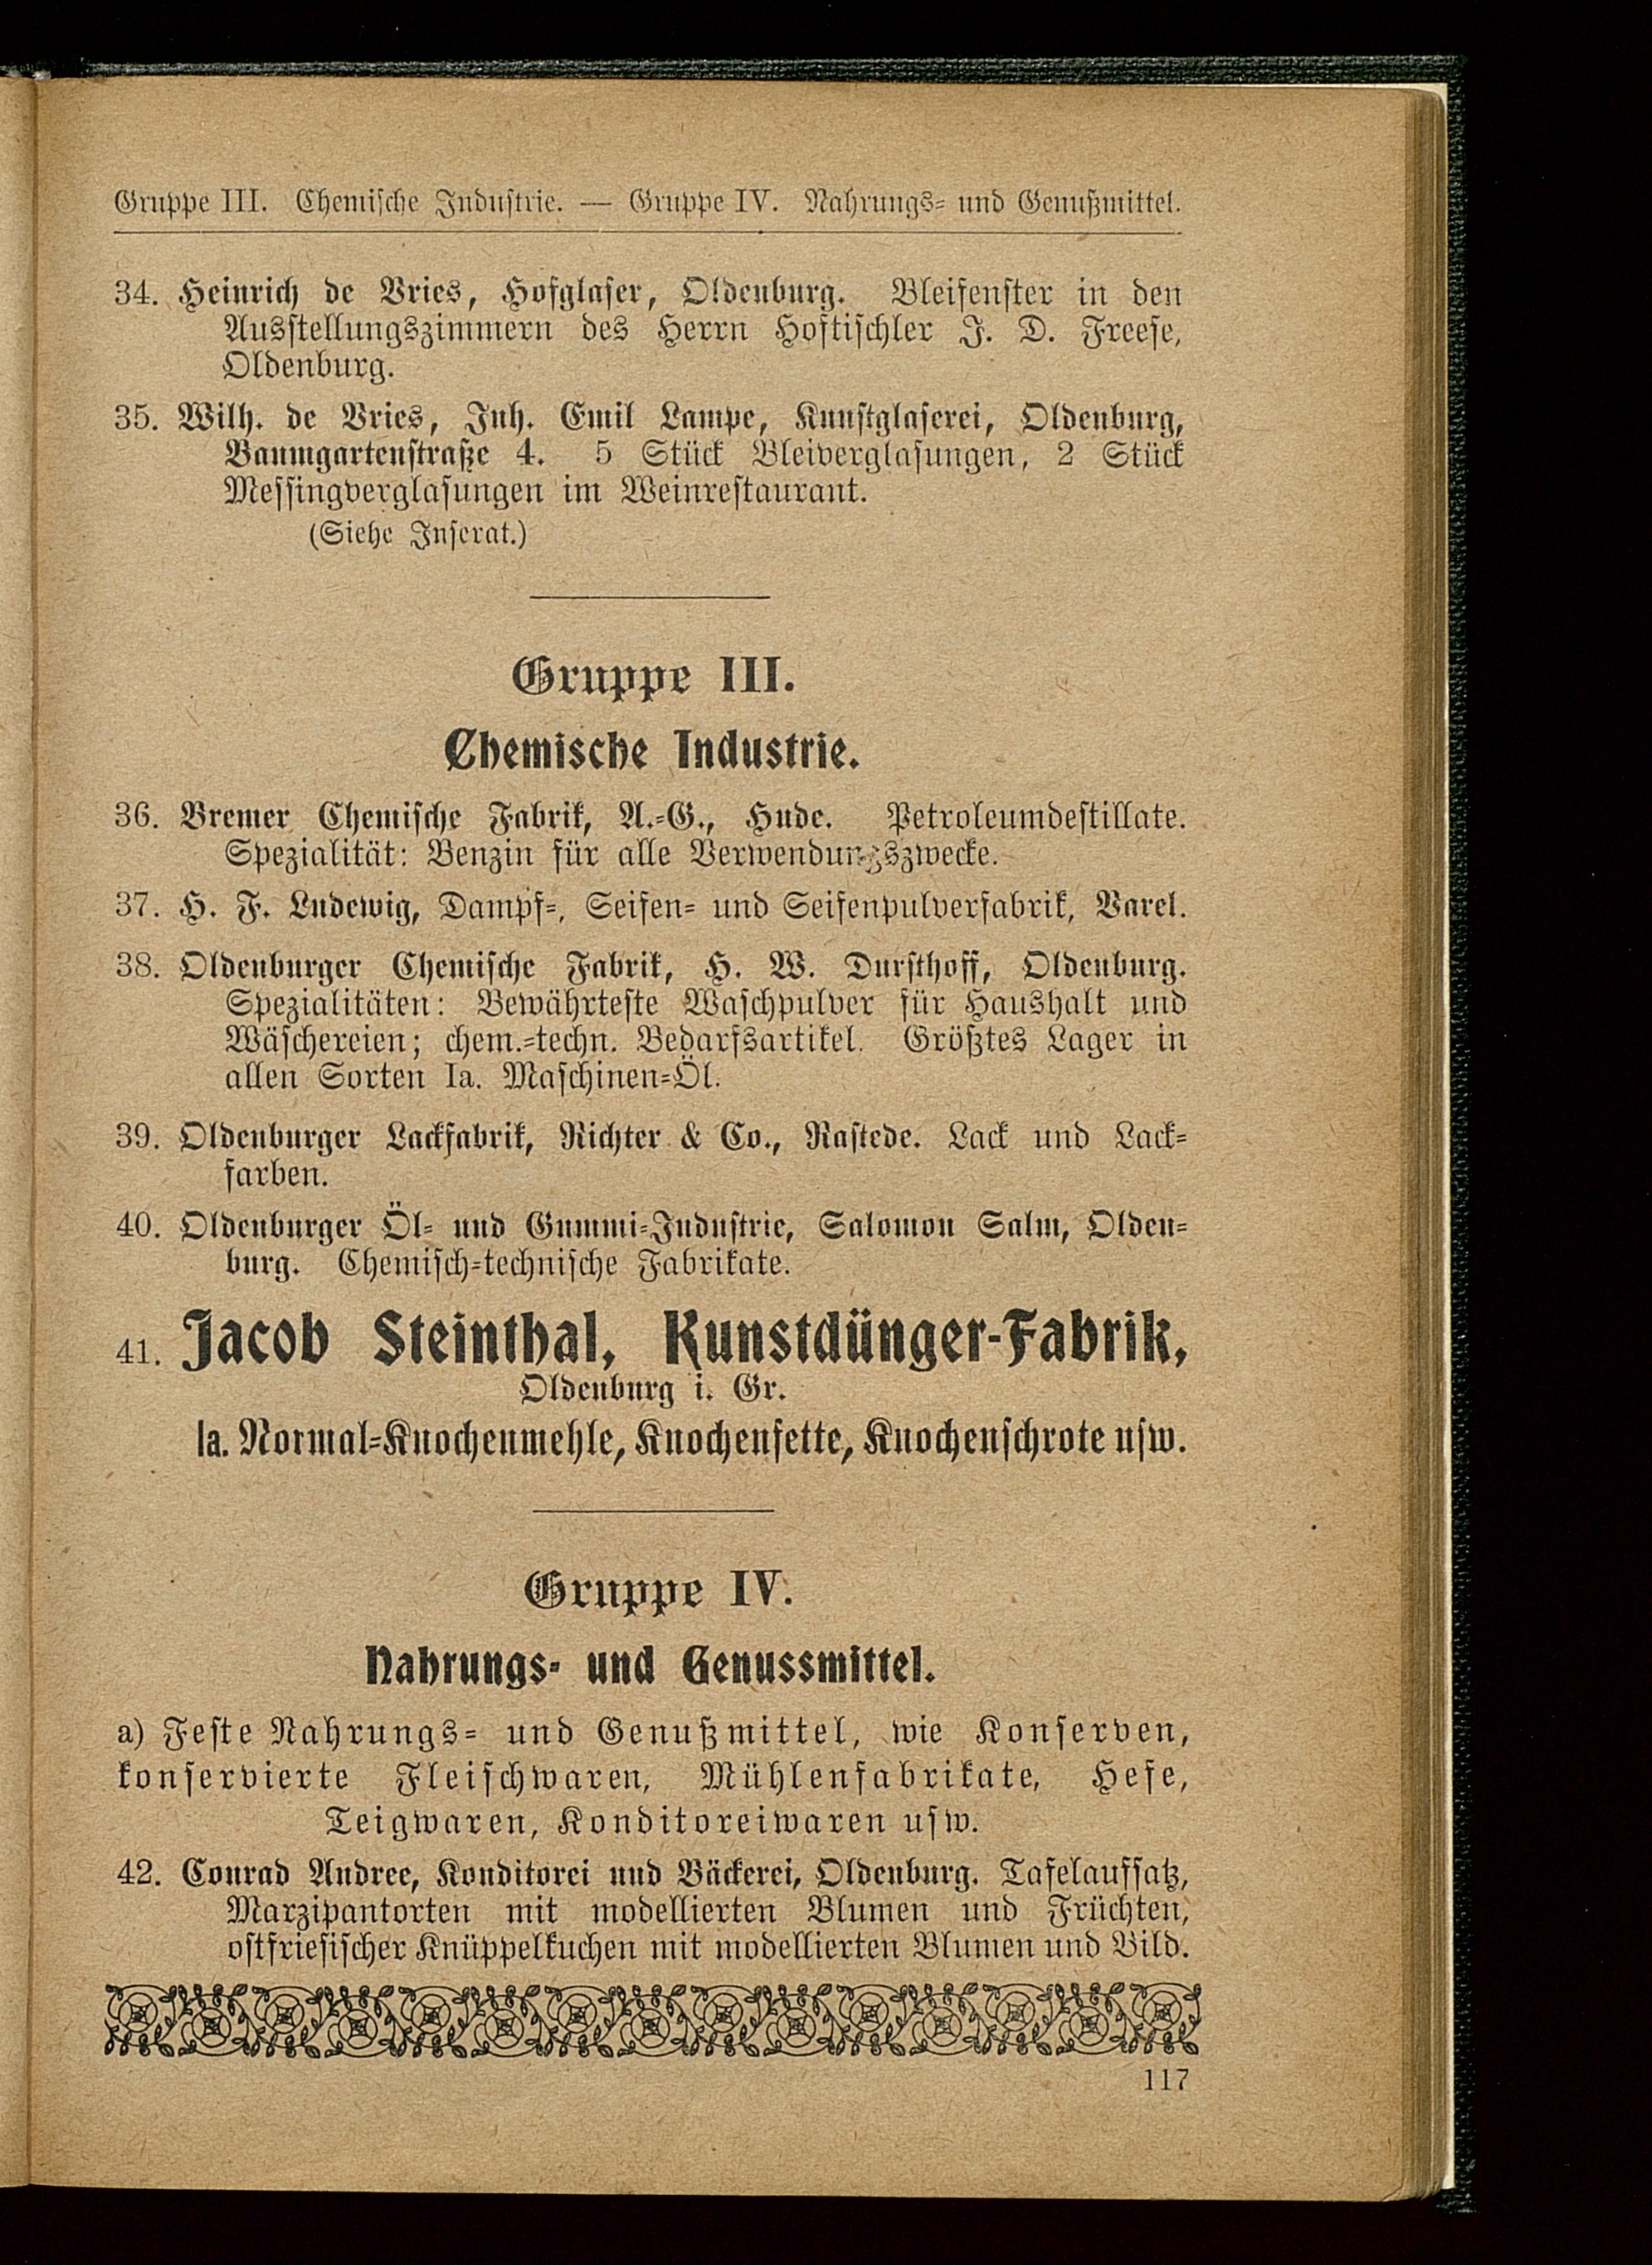 Gruppe III. Chemische Industrie. — Gruppe IV. Nahrungs- und Genußmittel.
34. Heinrich de Vries, Hofglaser, Oldenburg. Bleifenster in den
Ausstellungszimmern des Herrn Hoftischler J. D. Freese,
Oldenburg.
35. Wilh. de Vries, Inh. Emil Lampe, Kunstglaserei, Oldenburg,
Baumgartenstraße 4. 5 Stück Bleiverglasungen, 2 Stück
Messingverglasungen im Weinrestaurant.
(Siehe Inserat.)
Gruppe III.
Chemische Industrie.
36. Bremer Chemische Fabrik, A.-G., Hude. Petroleumdestillate.
Spezialität: Benzin für alle Verwendungszwecke.
37. H. F. Ludewig, Dampf-, Seifen- und Seifenpulverfabrik, Varel.
38. Oldenburger Chemische Fabrik, H. W. Dursthoff, Oldenburg.
Spezialitäten: Bewährteste Waschpulver für Haushalt und
Wäschereien; chem.-techn. Bedarfsartikel. Größtes Lager in
allen Sorten Ia. Maschinen-Öl.
39. Oldenburger Lackfabrik, Richter & Co., Rastede. Lack und Lack-
farben.
40. Oldenburger Öl- und Gummi-Industrie, Salomon Salm, Olden-
burg. Chemisch-technische Fabrikate.
41. Jacob Steinthal, Kunstdünger-Fabrik,
Oldenburg i. Gr.
Ia. Normal-Knochenmehle, Knochenfette, Knochenschrote usw.
Gruppe IV.
Nahrungs- und Genussmittel.
a) Feste Nahrungs- und Genußmittel, wie Konserven,
konservierte Fleischwaren, Mühlenfabrikate, Hefe,
Teigwaren, Konditoreiwaren usw.
42. Conrad Andree, Konditorei und Bäckerei, Oldenburg. Tafelaufsatz,
Marzipantorten mit modellierten Blumen und Früchten,
ostfriesischer Knüppelkuchen mit modellierten Blumen und Bild.
117